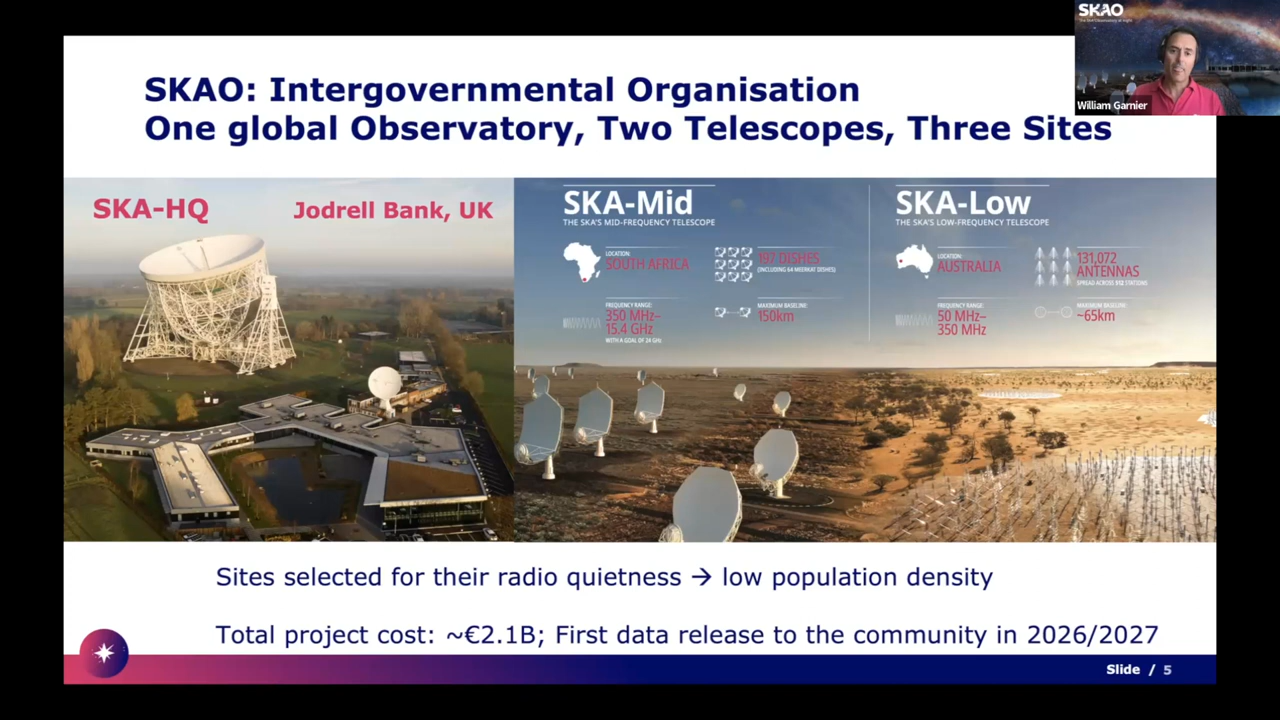 SKAO
William Garnier
SKAO: Intergovernmental Organisation
One global Observatory, Two Telescopes, Three Sites
SKA-HQ
Jodrell Bank, UK
SKA-Mid
THE SKA'S MID-FREQUENCY TELESCOPE
LOCATION:
SOUTH AFRICA
197 DISHES
(INCLUDING 64 MEERKAT DISHES)
FREQUENCY RANGE:
350 MHz–
15.4 GHz
WITH A GOAL OF 24 GHz
MAXIMUM BASELINE:
150km
SKA-Low
THE SKA'S LOW-FREQUENCY TELESCOPE
LOCATION:
AUSTRALIA
131,072
ANTENNAS
SPREAD ACROSS 512 STATIONS
FREQUENCY RANGE:
50 MHz–
350 MHz
MAXIMUM BASELINE:
~65km
Sites selected for their radio quietness → low population density
Total project cost: ~€2.1B; First data release to the community in 2026/2027
Slide / 5